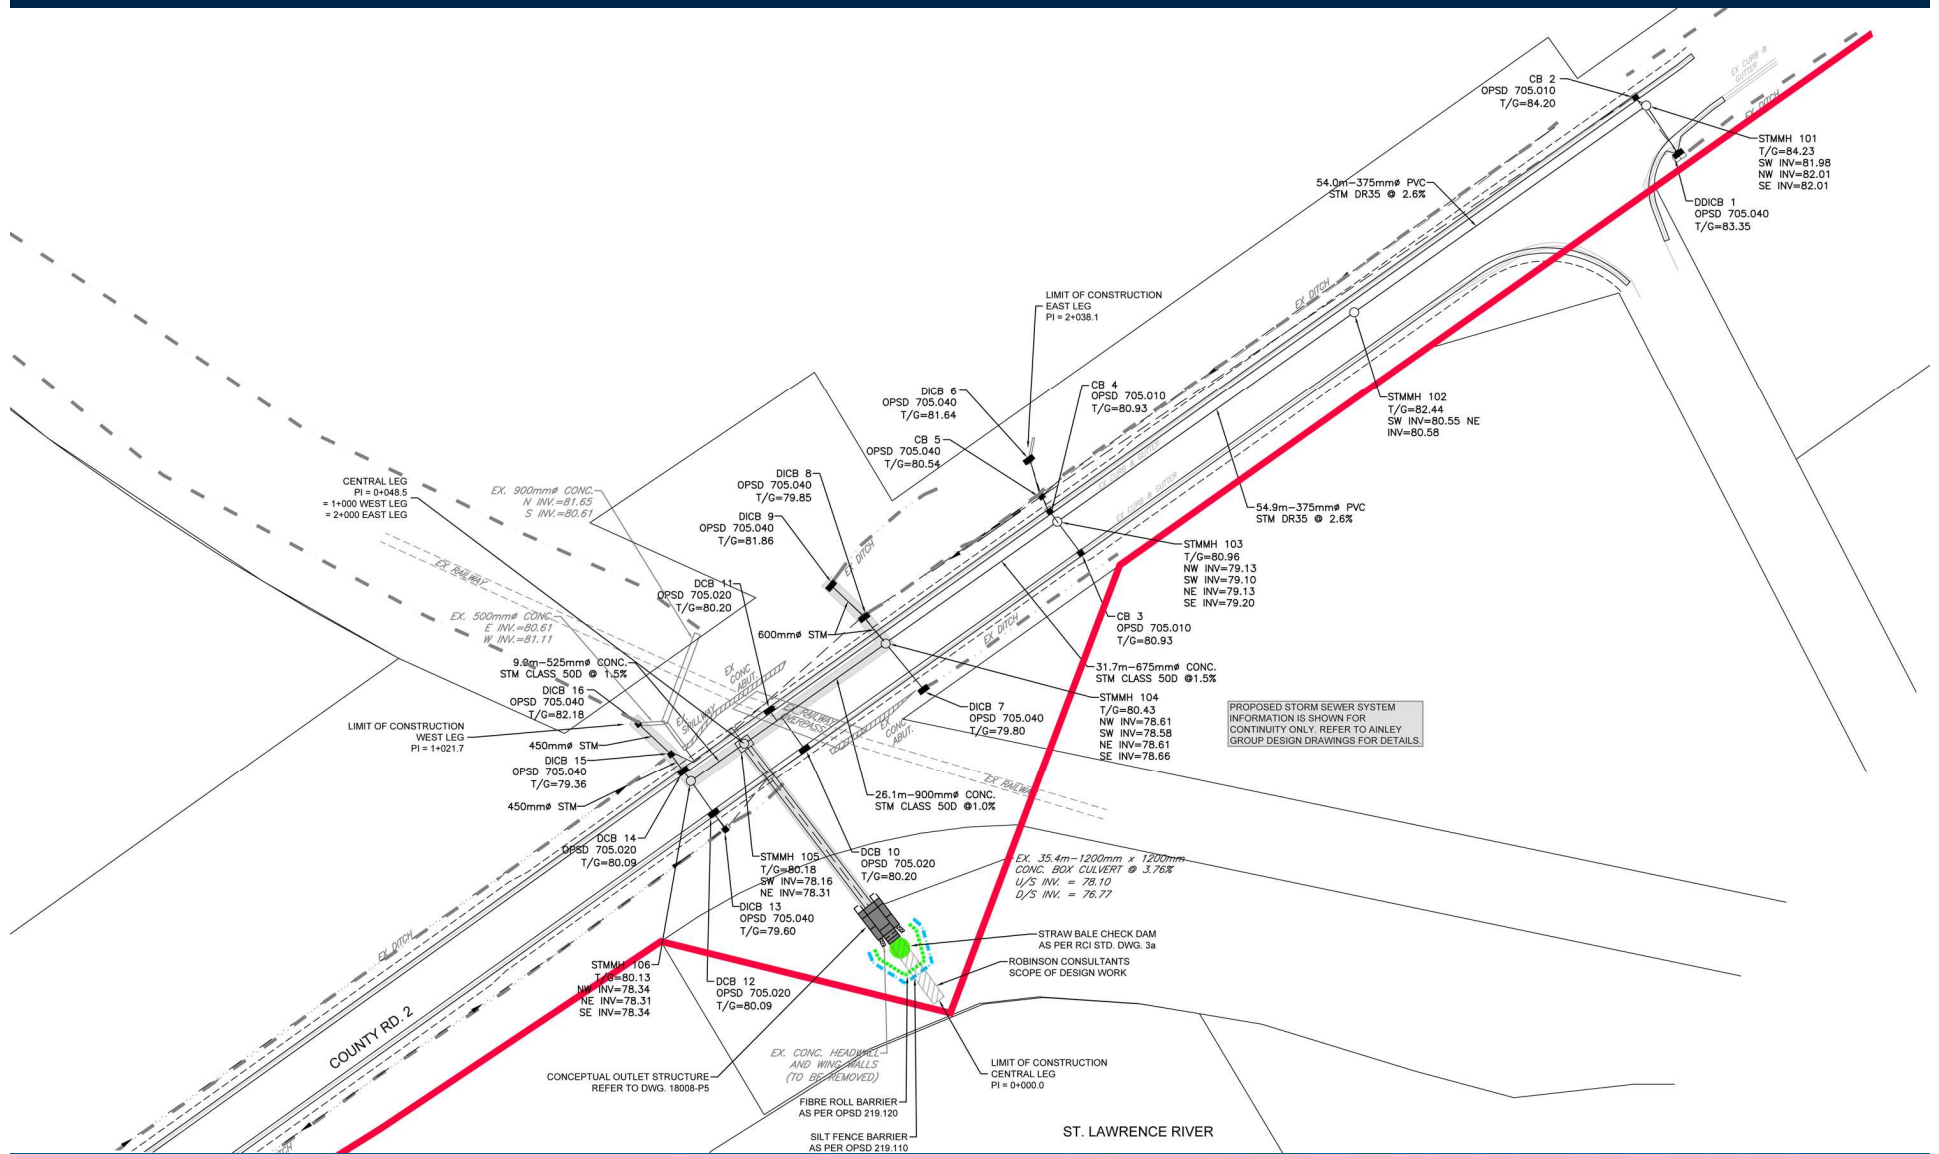 CB 2
OPSD 705.010
T/G=84.20
EX CURB &
GUTTER
EX DITCH
STMMH 101
T/G=84.23
SW INV=81.98
NW INV=82.01
SE INV=82.01
54.0m-375mmø PVC
STM DR35 @ 2.6%
DDICB 1
OPSD 705.040
T/G=83.35
EX DITCH
LIMIT OF CONSTRUCTION
EAST LEG
PI = 2+038.1
DICB 6
OPSD 705.040
T/G=81.64
CB 4
OPSD 705.010
T/G=80.93
STMMH 102
T/G=82.44
SW INV=80.55 NE
INV=80.58
CB 5
OPSD 705.040
T/G=80.54
EX CURB & GUTTER
EX CURB & GUTTER
DICB 8
OPSD 705.040
T/G=79.85
CENTRAL LEG
PI = 0+048.5
= 1+000 WEST LEG
= 2+000 EAST LEG
EX. 900mmø CONC.
N INV.=81.65
S INV.=80.61
DICB 9
OPSD 705.040
T/G=81.86
54.9m-375mmø PVC
STM DR35 @ 2.6%
EX DITCH
STMMH 103
T/G=80.96
NW INV=79.13
SW INV=79.10
NE INV=79.13
SE INV=79.20
EX RAILWAY
DCB 11
OPSD 705.020
T/G=80.20
EX. 500mmø CONC.
E INV.=80.61
W INV.=81.11
600mmø STM
EX DITCH
CB 3
OPSD 705.010
T/G=80.93
9.0m-525mmø CONC.
STM CLASS 50D @ 1.5%
EX
CONC
ABUT.
31.7m-675mmø CONC.
STM CLASS 50D @1.5%
DICB 16
OPSD 705.040
T/G=82.18
EX
SPILLWAY
EX RAILWAY
OVERPASS
EX
CONC
ABUT.
DICB 7
OPSD 705.040
T/G=79.80
STMMH 104
T/G=80.43
NW INV=78.61
SW INV=78.58
NE INV=78.61
SE INV=78.66
PROPOSED STORM SEWER SYSTEM
INFORMATION IS SHOWN FOR
CONTINUITY ONLY. REFER TO AINLEY
GROUP DESIGN DRAWINGS FOR DETAILS.
LIMIT OF CONSTRUCTION
WEST LEG
PI = 1+021.7
450mmø STM
DICB 15
OPSD 705.040
T/G=79.36
450mmø STM
EX RAILWAY
26.1m-900mmø CONC.
STM CLASS 50D @1.0%
DCB 14
OPSD 705.020
T/G=80.09
STMMH 105
T/G=80.18
SW INV=78.16
NE INV=78.31
DCB 10
OPSD 705.020
T/G=80.20
EX. 35.4m-1200mm x 1200mm
CONC. BOX CULVERT @ 3.76%
U/S INV. = 78.10
D/S INV. = 76.77
DICB 13
OPSD 705.040
T/G=79.60
EX DITCH
STRAW BALE CHECK DAM
AS PER RCI STD. DWG. 3a
ROBINSON CONSULTANTS
SCOPE OF DESIGN WORK
STMMH 106
T/G=80.13
NW INV=78.34
NE INV=78.31
SE INV=78.34
DCB 12
OPSD 705.020
T/G=80.09
COUNTY RD. 2
EX. CONC. HEADWALL
AND WING WALLS
(TO BE REMOVED)
LIMIT OF CONSTRUCTION
CENTRAL LEG
PI = 0+000.0
CONCEPTUAL OUTLET STRUCTURE
REFER TO DWG. 18008-P5
FIBRE ROLL BARRIER
AS PER OPSD 219.120
SILT FENCE BARRIER
AS PER OPSD 219.110
ST. LAWRENCE RIVER